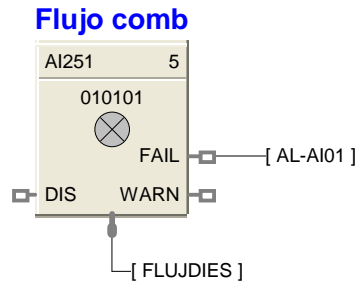 Flujo comb
AI251 5
010101
FAIL [ AL-AI01 ]
DIS WARN
[ FLUJDIES ]